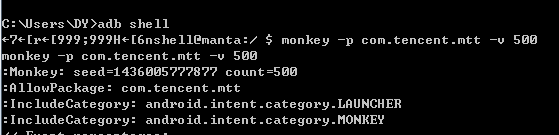 C:\Users\DY>adb shell
←7←[r←[999;999H←[6nshell@manta:/ $ monkey -p com.tencent.mtt -v 500
monkey -p com.tencent.mtt -v 500
:Monkey: seed=1436005777877 count=500
:AllowPackage: com.tencent.mtt
:IncludeCategory: android.intent.category.LAUNCHER
:IncludeCategory: android.intent.category.MONKEY
// Event percentages: